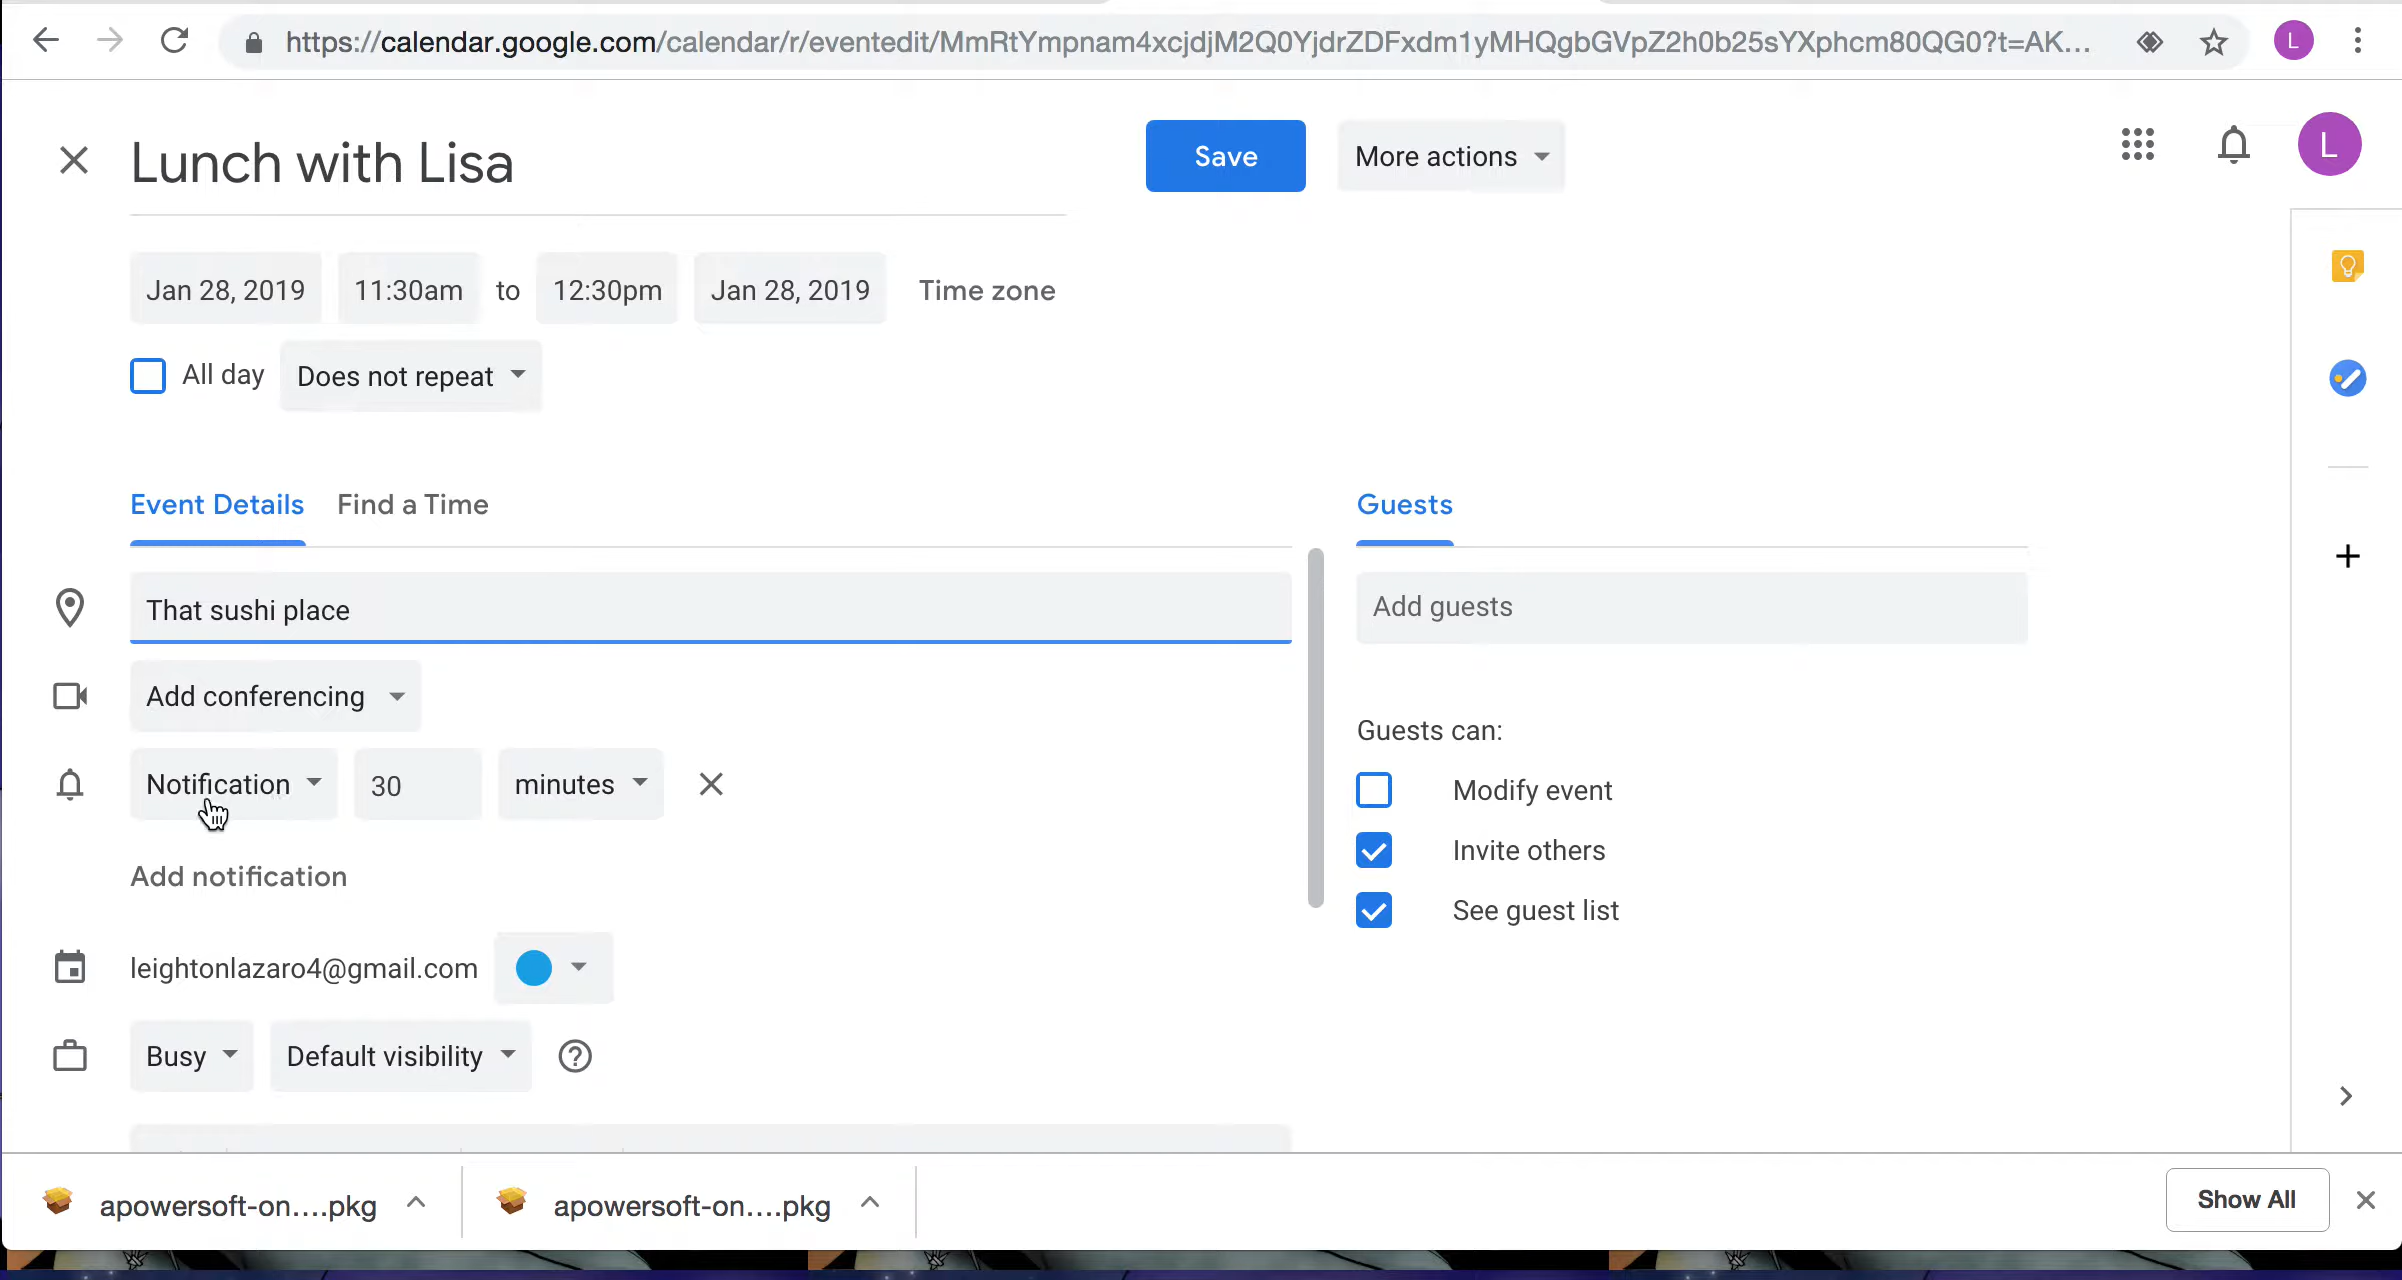 https://calendar.google.com/calendar/r/eventedit/MmRtYmpnam4xcjdjM2Q0YjdrZDFxdm1yMHQgbGVpZ2h0b25sYXphcm80QG0?t=AK...
L
Lunch with Lisa
Save
More actions
L
Jan 28, 2019
11:30am
to
12:30pm
Jan 28, 2019
Time zone
All day
Does not repeat
Event Details
Find a Time
Guests
That sushi place
Add guests
Add conferencing
Guests can:
Notification
30
minutes
Modify event
Invite others
Add notification
See guest list
leightonlazaro4@gmail.com
Busy
Default visibility
apowersoft-on....pkg
apowersoft-on....pkg
Show All